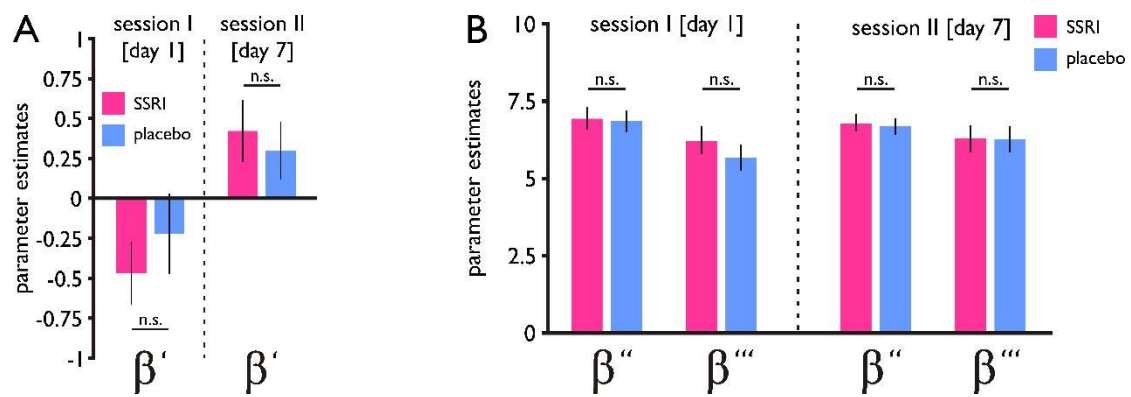 A
session I
[day 1]
session II
[day 7]
parameter estimates
1
0.75
0.5
0.25
0
-0.25
-0.5
-0.75
-1
SSRI
placebo
n.s.
n.s.
β‘
β‘
B
session I [day 1]
session II [day 7]
SSRI
placebo
parameter estimates
10
7.5
5
2.5
0
n.s.
n.s.
n.s.
n.s.
β‘‘
β‘‘‘
β‘‘
β‘‘‘